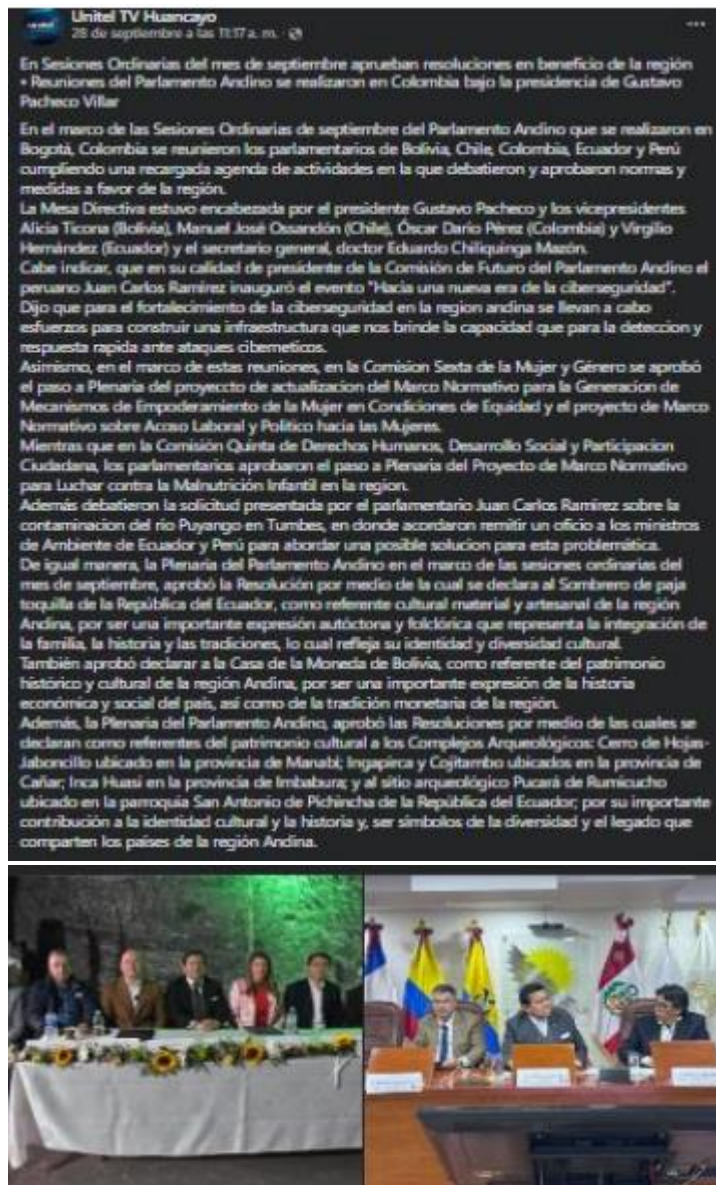 Unitel TV Huancayo
28 de septiembre a las 11:17 a. m. ·
En Sesiones Ordinarias del mes de septiembre aprueban resoluciones en beneficio de la región
• Reuniones del Parlamento Andino se realizaron en Colombia bajo la presidencia de Gustavo
Pacheco Villar
En el marco de las Sesiones Ordinarias de septiembre del Parlamento Andino que se realizaron en
Bogotá, Colombia se reunieron los parlamentarios de Bolivia, Chile, Colombia, Ecuador y Perú
cumpliendo una recargada agenda de actividades en la que debatieron y aprobaron normas y
medidas a favor de la región.
La Mesa Directiva estuvo encabezada por el presidente Gustavo Pacheco y los vicepresidentes
Alicia Ticona (Bolivia), Manuel José Ossandón (Chile), Óscar Darío Pérez (Colombia) y Virgilio
Hernández (Ecuador) y el secretario general, doctor Eduardo Chiliquinga Mazón.
Cabe indicar, que en su calidad de presidente de la Comisión de Futuro del Parlamento Andino el
peruano Juan Carlos Ramirez inauguró el evento "Hacia una nueva era de la ciberseguridad".
Dijo que para el fortalecimiento de la ciberseguridad en la region andina se llevan a cabo
esfuerzos para construir una infraestructura que nos brinde la capacidad que para la deteccion y
respuesta rapida ante ataques ciberneticos.
Asimismo, en el marco de estas reuniones, en la Comision Sexta de la Mujer y Género se aprobó
el paso a Plenaria del proyeccto de actualizacion del Marco Normativo para la Generacion de
Mecanismos de Empoderamiento de la Mujer en Condiciones de Equidad y el proyecto de Marco
Normativo sobre Acoso Laboral y Politico hacia las Mujeres.
Mientras que en la Comisión Quinta de Derechos Humanos, Desarrollo Social y Participacion
Ciudadana, los parlamentarios aprobaron el paso a Plenaria del Proyecto de Marco Normativo
para Luchar contra la Malnutrición Infantil en la region.
Además debatieron la solicitud presentada por el parlamentario Juan Carlos Ramirez sobre la
contaminacion del rio Puyango en Tumbes, en donde acordaron remitir un oficio a los ministros
de Ambiente de Ecuador y Perú para abordar una posible solucion para esta problemática.
De igual manera, la Plenaria del Parlamento Andino en el marco de las sesiones ordinarias del
mes de septiembre, aprobó la Resolución por medio de la cual se declara al Sombrero de paja
toquilla de la República del Ecuador, como referente cultural material y artesanal de la región
Andina, por ser una importante expresión autóctona y folclórica que representa la integración de
la familia, la historia y las tradiciones, lo cual refleja su identidad y diversidad cultural.
También aprobó declarar a la Casa de la Moneda de Bolivia, como referente del patrimonio
histórico y cultural de la región Andina, por ser una importante expresión de la historia
económica y social del país, así como de la tradición monetaria de la región.
Además, la Plenaria del Parlamento Andino, aprobó las Resoluciones por medio de las cuales se
declaran como referentes del patrimonio cultural a los Complejos Arqueológicos: Cerro de Hojas-
Jaboncillo ubicado en la provincia de Manabí; Ingapirca y Cojitambo ubicados en la provincia de
Cañar; Inca Huasi en la provincia de Imbabura; y al sitio arqueológico Pucará de Rumicucho
ubicado en la parroquia San Antonio de Pichincha de la República del Ecuador; por su importante
contribución a la identidad cultural y la historia y, ser símbolos de la diversidad y el legado que
comparten los países de la región Andina.